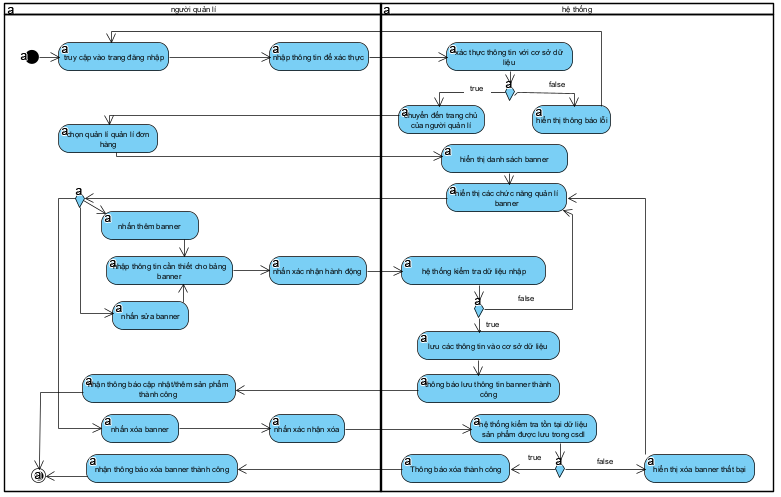 người quản lí
hệ thống
truy cập vào trang đăng nhập
nhập thông tin để xác thực
xác thực thông tin với cơ sở dữ
liệu
true
false
chuyển đến trang chủ
của người quản lí
hiển thị thông báo lỗi
chọn quản lí quản lí đơn
hàng
hiển thị danh sách banner
hiển thị các chức năng quản lí
banner
nhấn thêm banner
nhập thông tin cần thiết cho bảng
banner
nhấn xác nhận hành động
hệ thống kiểm tra dữ liệu nhập
false
nhấn sửa banner
true
lưu các thông tin vào cơ sở dữ liệu
nhận thông báo cập nhật/thêm sản phẩm
thành công
thông báo lưu thông tin banner thành
công
nhấn xóa banner
nhấn xác nhận xóa
hệ thống kiểm tra tồn tại dữ liệu
sản phẩm được lưu trong csdl
nhận thông báo xóa banner thành công
Thông báo xóa thành công
true
false
hiển thị xóa banner thất bại